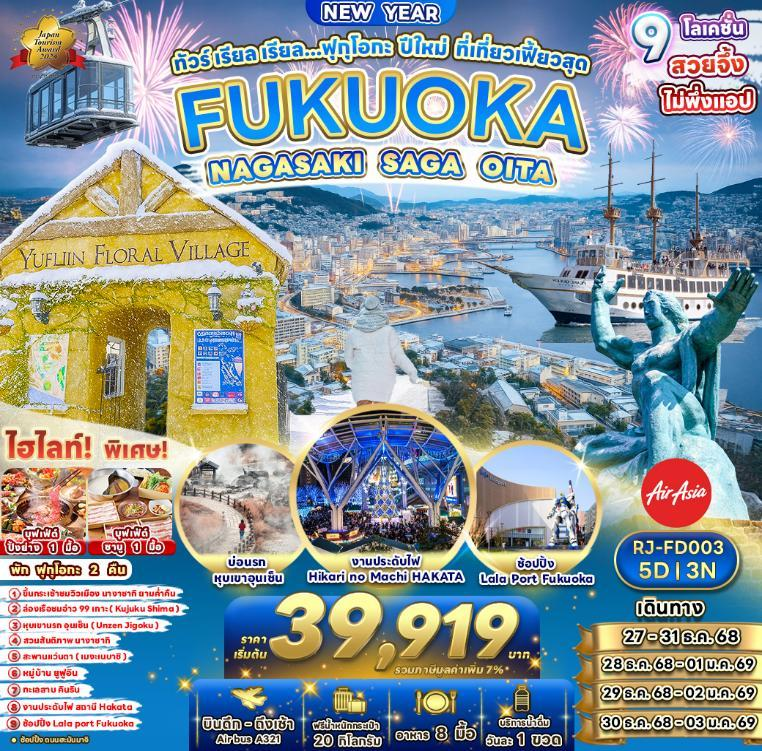 NEW YEAR
Japan
Tourism
Award
ทัวร์ เรียล เรียล...ฟุกุโอกะ ปีใหม่ ที่เที่ยวเฟี้ยวสุด
FUKUOKA
NAGASAKI SAGA OITA
9 โลเคชั่น
สวยจึ้ง
ไม่พึ่งแอป
YUFUIN FLORAL VILLAGE
ไฮไลท์! พิเศษ!
บุฟเฟ่ต์
ปิ้งย่าง 1 มื้อ
บุฟเฟ่ต์
ชาบู 1 มื้อ
พัก ฟุกุโอกะ 2 คืน
1 ขึ้นกระเช้าชมวิวเมือง นางาซากิ ยามค่ำคืน
2 ล่องเรือชมอ่าว 99 เกาะ ( Kujuku Shima )
3 หุบเขานรก อุนเซ็น ( Unzen Jigoku )
4 สวนสันติภาพ นางาซากิ
5 สะพานแว่นตา ( เมงะเนบาชิ )
6 หมู่บ้าน ยูฟูอิน
7 ทะเลสาบ คินริน
8 งานประดับไฟ สถานี Hakata
9 ช้อปปิ้ง Lala port Fukuoka
• ช้อปปิ้ง ถนนฮะมันมาจิ
บ่อนรก
หุบเขาอุนเซ็น
งานประดับไฟ
Hikari no Machi HAKATA
ช้อปปิ้ง
Lala Port Fukuoka
AirAsia
RJ-FD003
5D | 3N
ราคา
เริ่มต้น 39,919 บาท
รวมภาษีมูลค่าเพิ่ม 7%
บินดึก - ถึงเช้า
Airbus A321
ฟรีน้ำหนักกระเป๋า
20 กิโลกรัม
อาหาร 8 มื้อ
บริการน้ำดื่ม
วันละ 1 ขวด
เดินทาง
27 - 31 ธ.ค. 68
28 ธ.ค. 68 - 01 ม.ค. 69
29 ธ.ค. 68 - 02 ม.ค. 69
30 ธ.ค. 68 - 03 ม.ค. 69